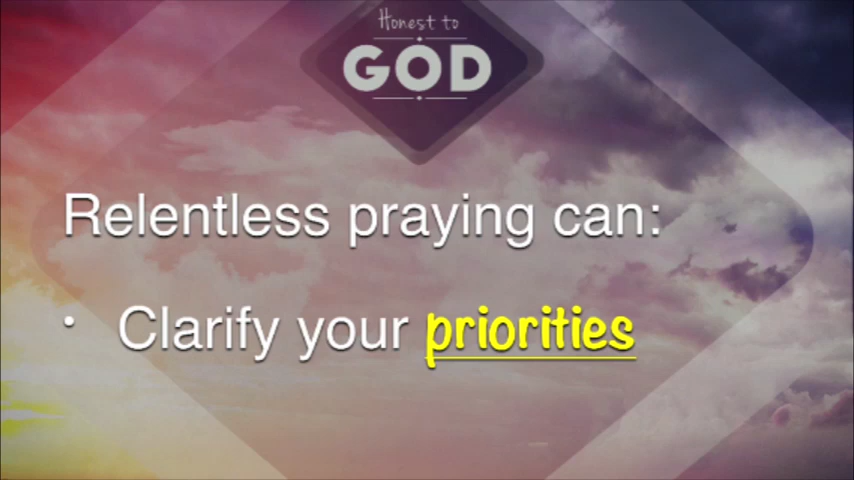 Honest to
GOD
Relentless praying can:
• Clarify your priorities